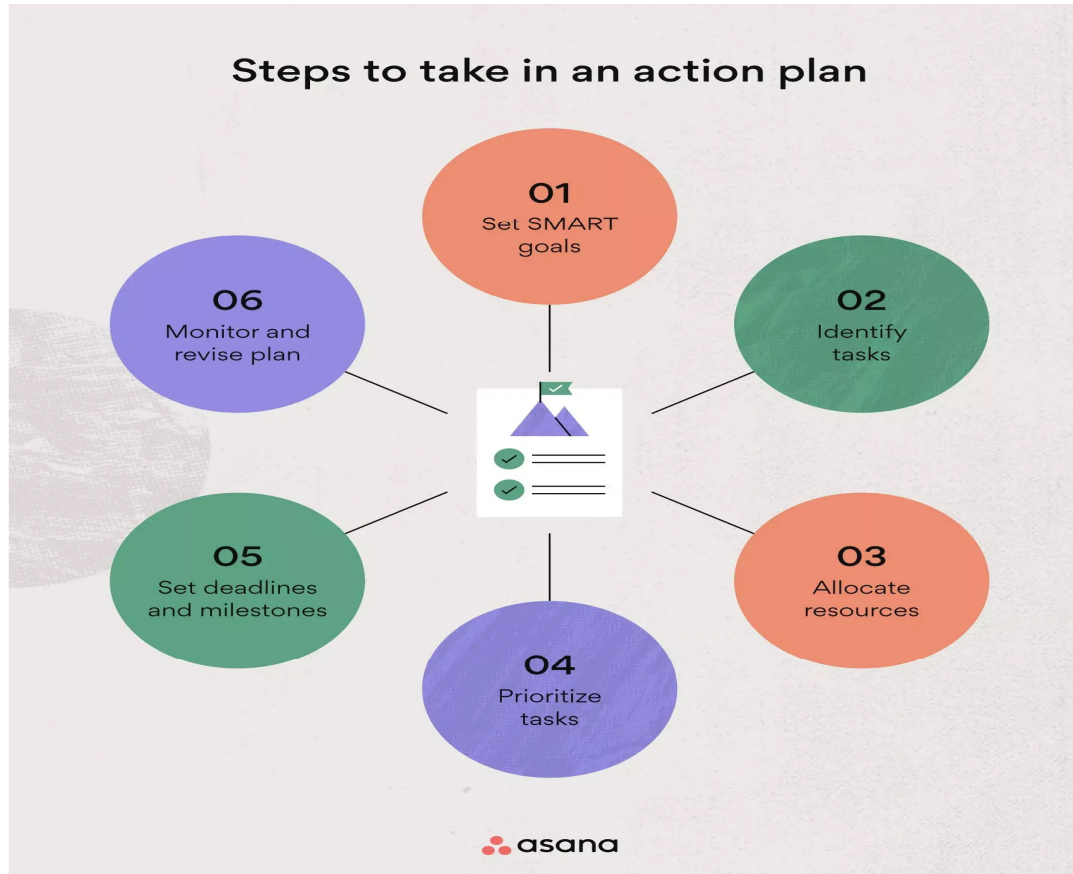 Steps to take in an action plan
01
Set SMART
goals
02
Identify
tasks
03
Allocate
resources
04
Prioritize
tasks
05
Set deadlines
and milestones
06
Monitor and
revise plan
asana